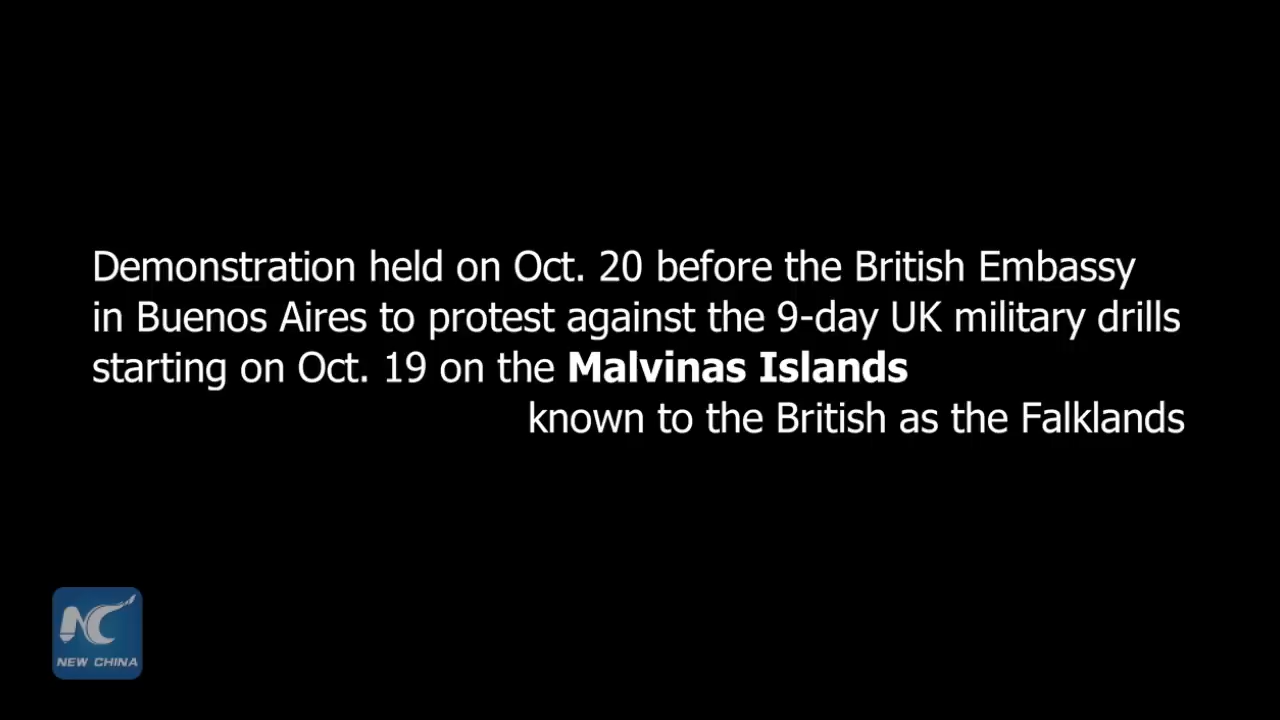 Demonstration held on Oct. 20 before the British Embassy
in Buenos Aires to protest against the 9-day UK military drills
starting on Oct. 19 on the Malvinas Islands
known to the British as the Falklands
NC
NEW CHINA